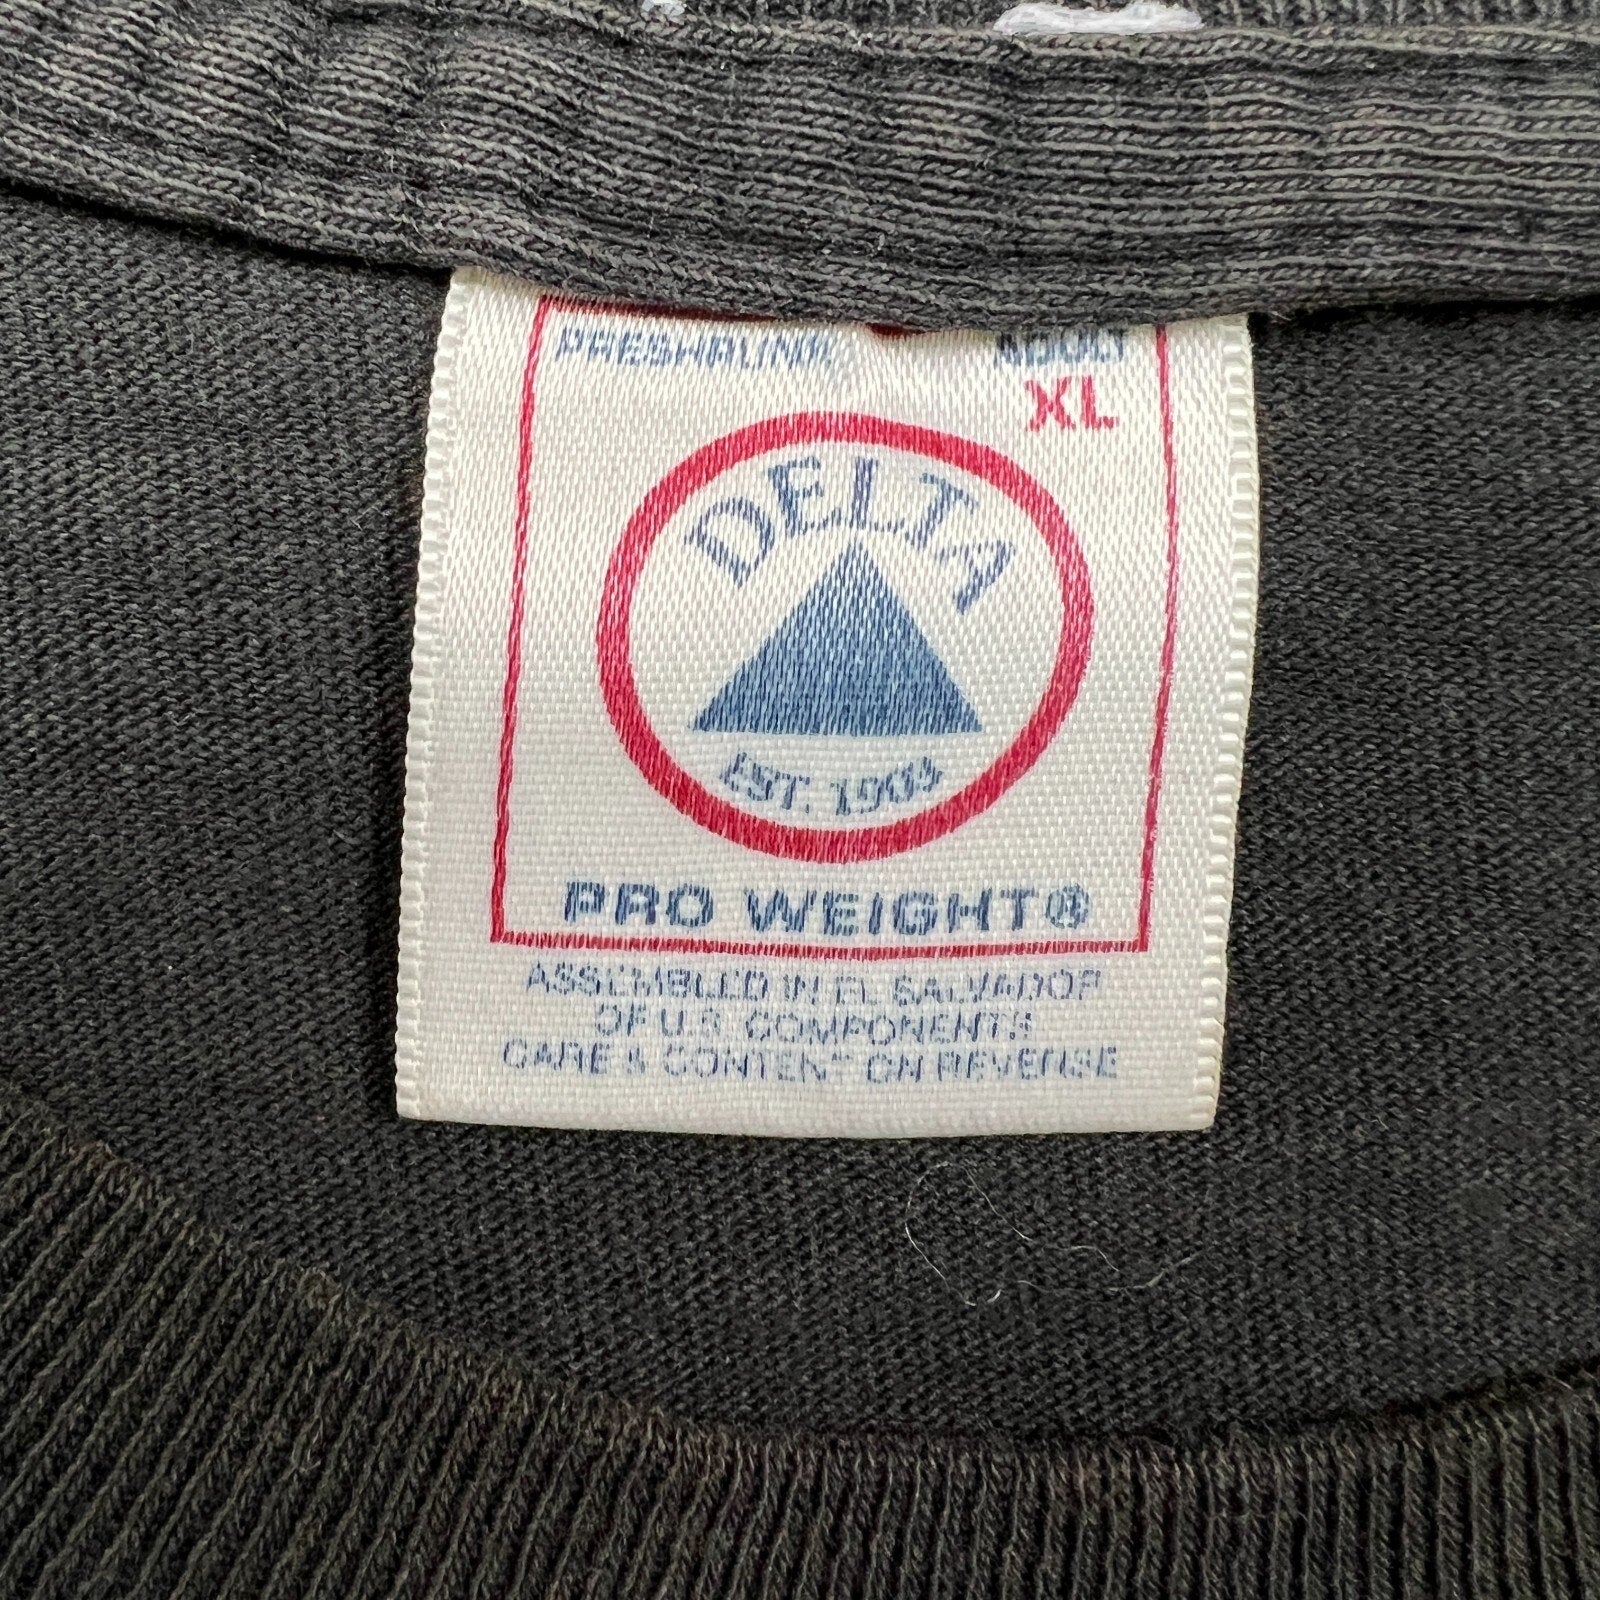 PRESHRUNK
XL
DELTA
EST. 1903
PRO WEIGHT®
ASSEMBLED IN EL SALVADOR
OF U.S. COMPONENTS
CARE & CONTENT ON REVERSE